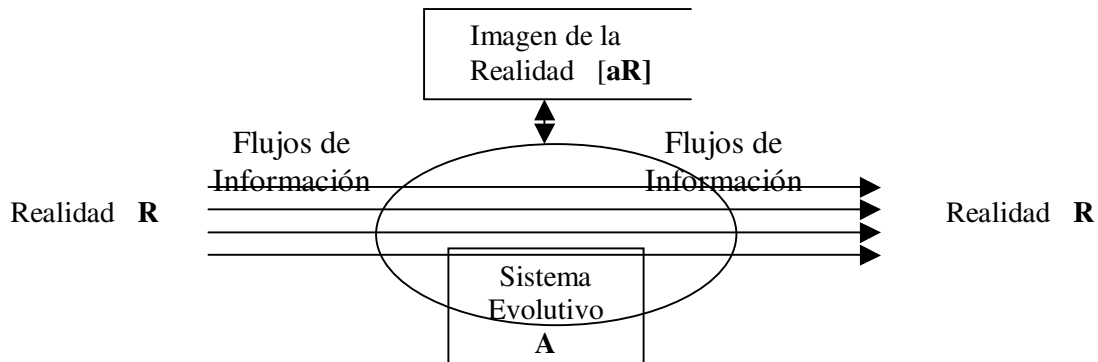 Imagen de la
Realidad [aR]
Flujos de
Información
Flujos de
Información
Realidad R
Realidad R
Sistema
Evolutivo
A